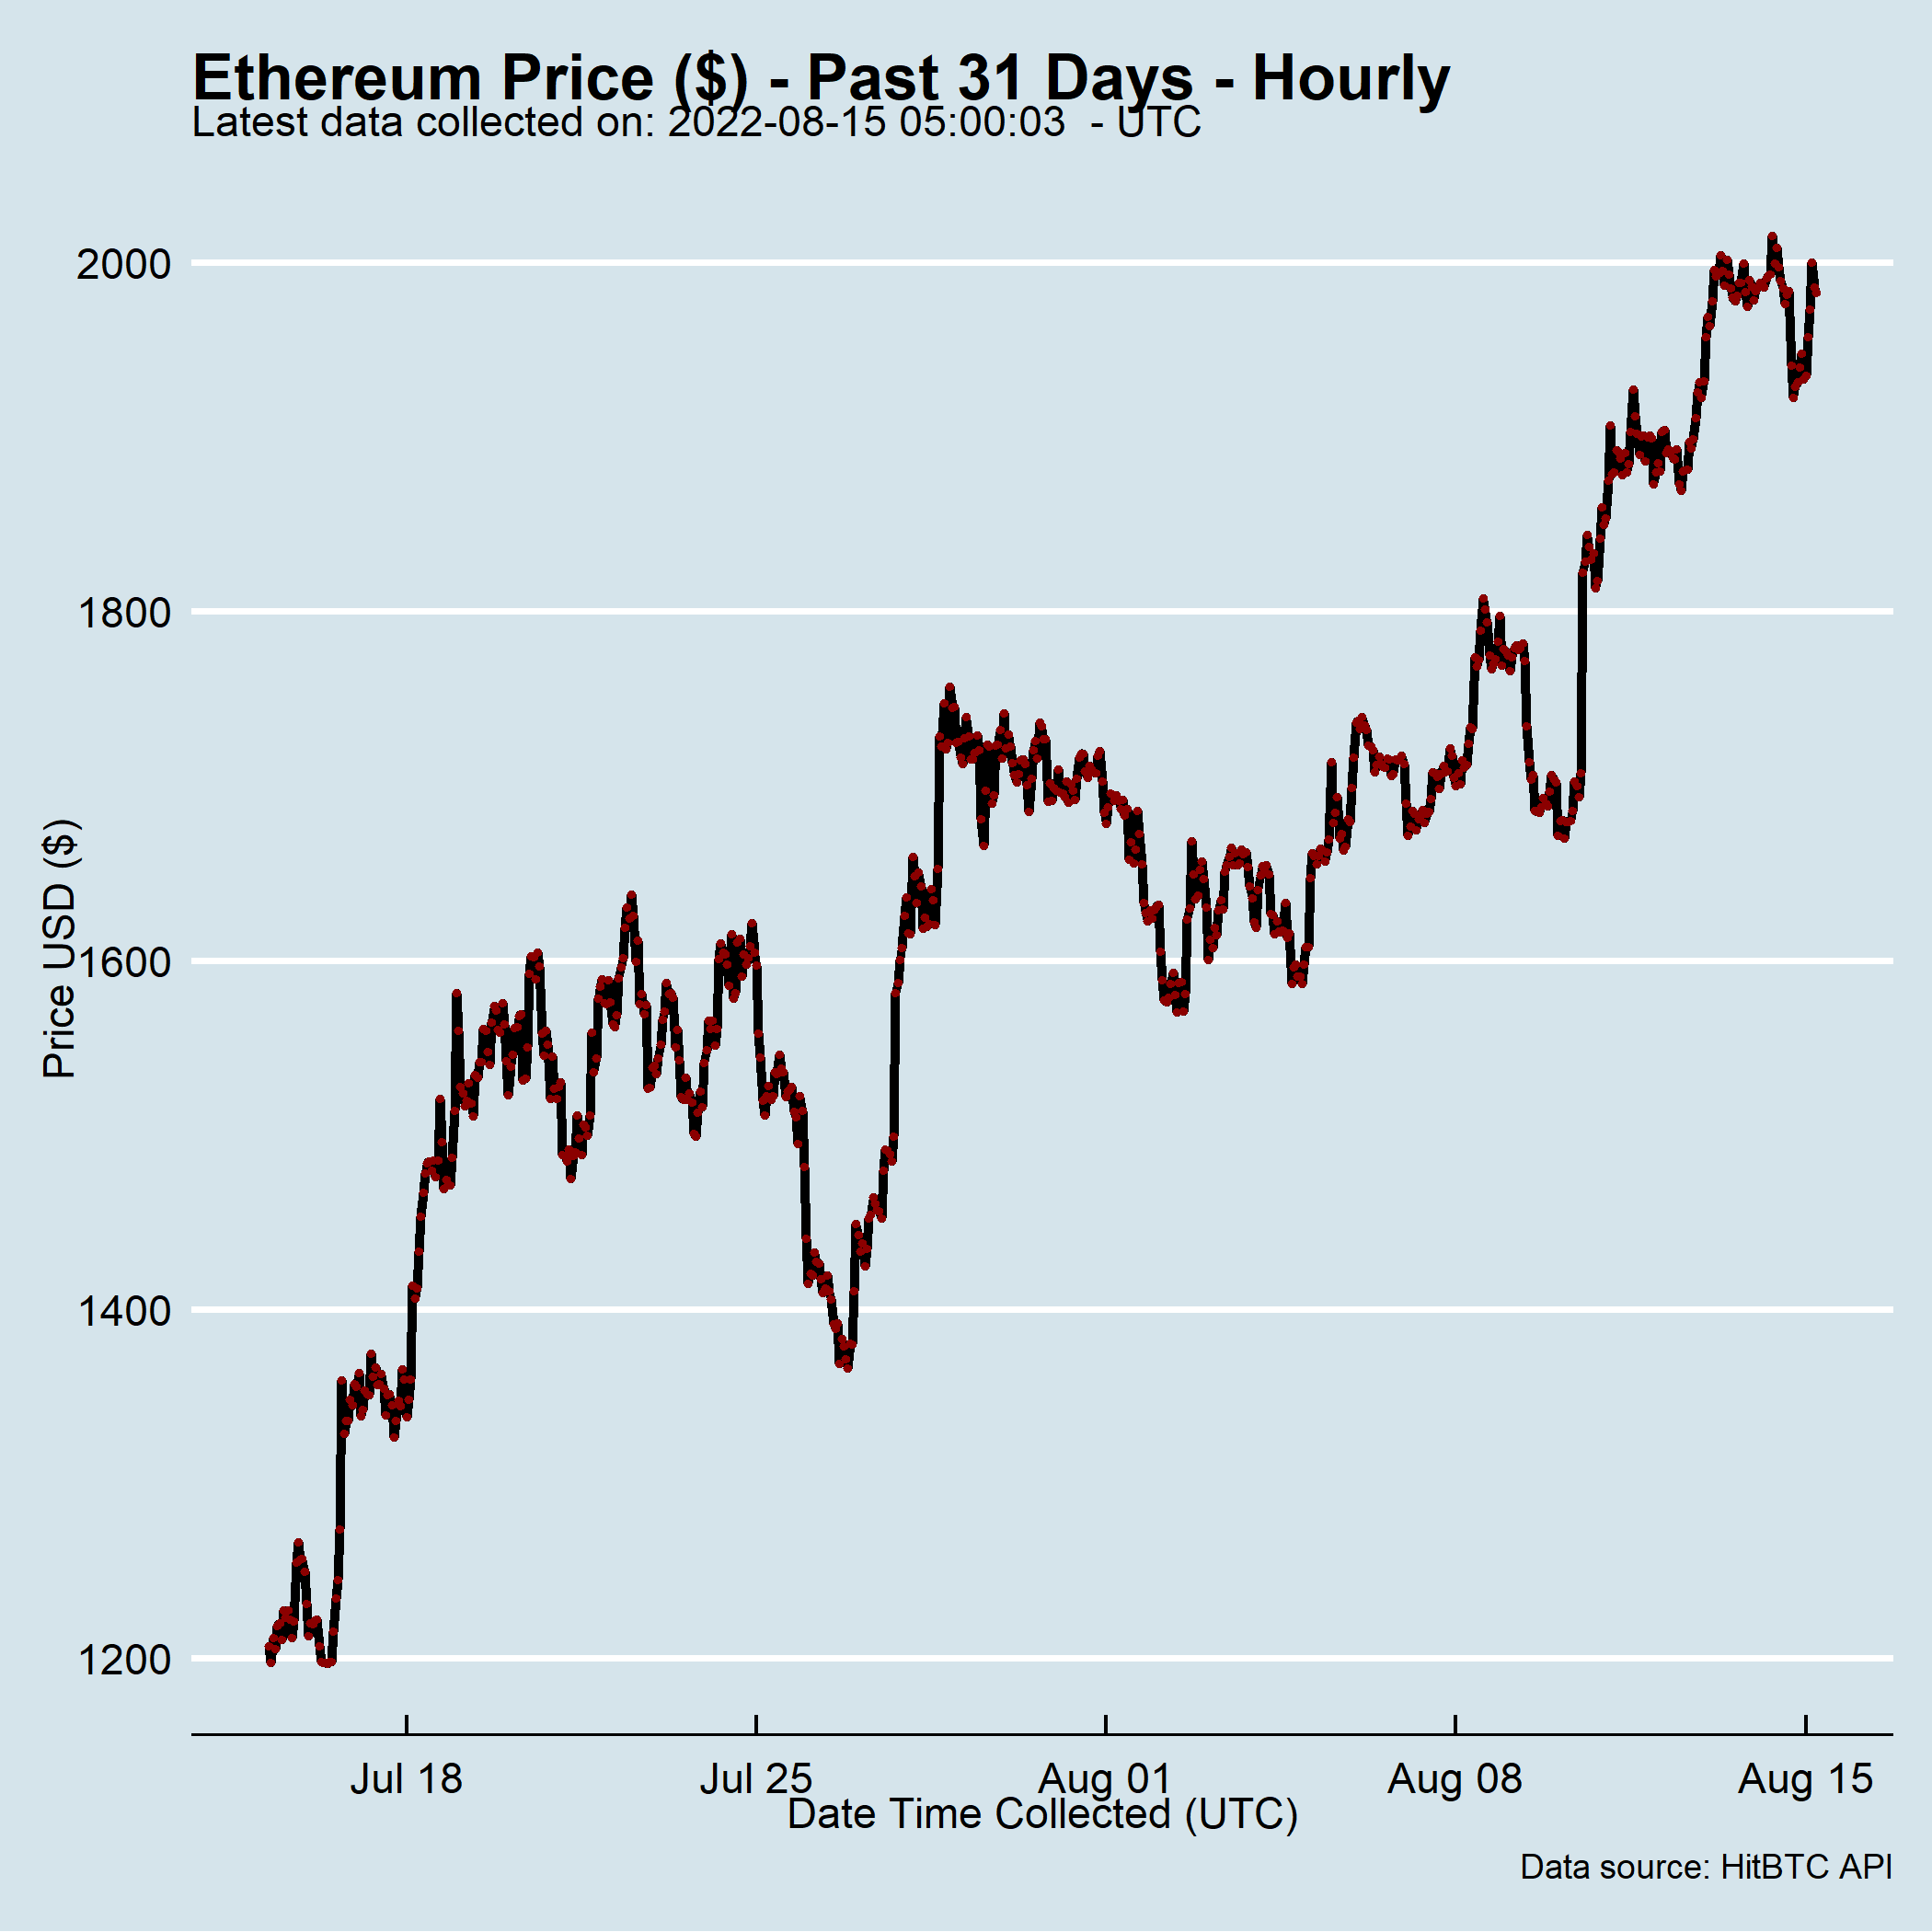 Ethereum Price ($) - Past 31 Days - Hourly
Latest data collected on: 2022-08-15 05:00:03  - UTC
2000
1800
1600
1400
1200
Price USD ($)
Jul 18
Jul 25
Aug 01
Aug 08
Aug 15
Date Time Collected (UTC)
Data source: HitBTC API